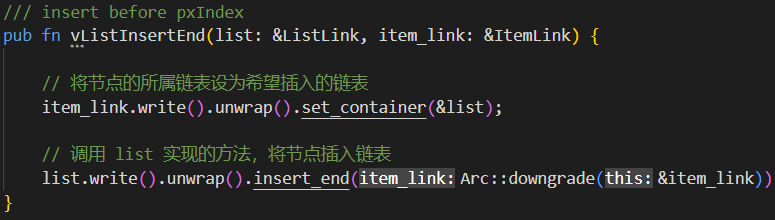 /// insert before pxIndex
pub fn vListInsertEnd(list: &ListLink, item_link: &ItemLink) {
// 将节点的所属链表设为希望插入的链表
item_link.write().unwrap().set_container(&list);
// 调用 list 实现的方法，将节点插入链表
list.write().unwrap().insert_end(item_link: Arc::downgrade(this: &item_link))
}